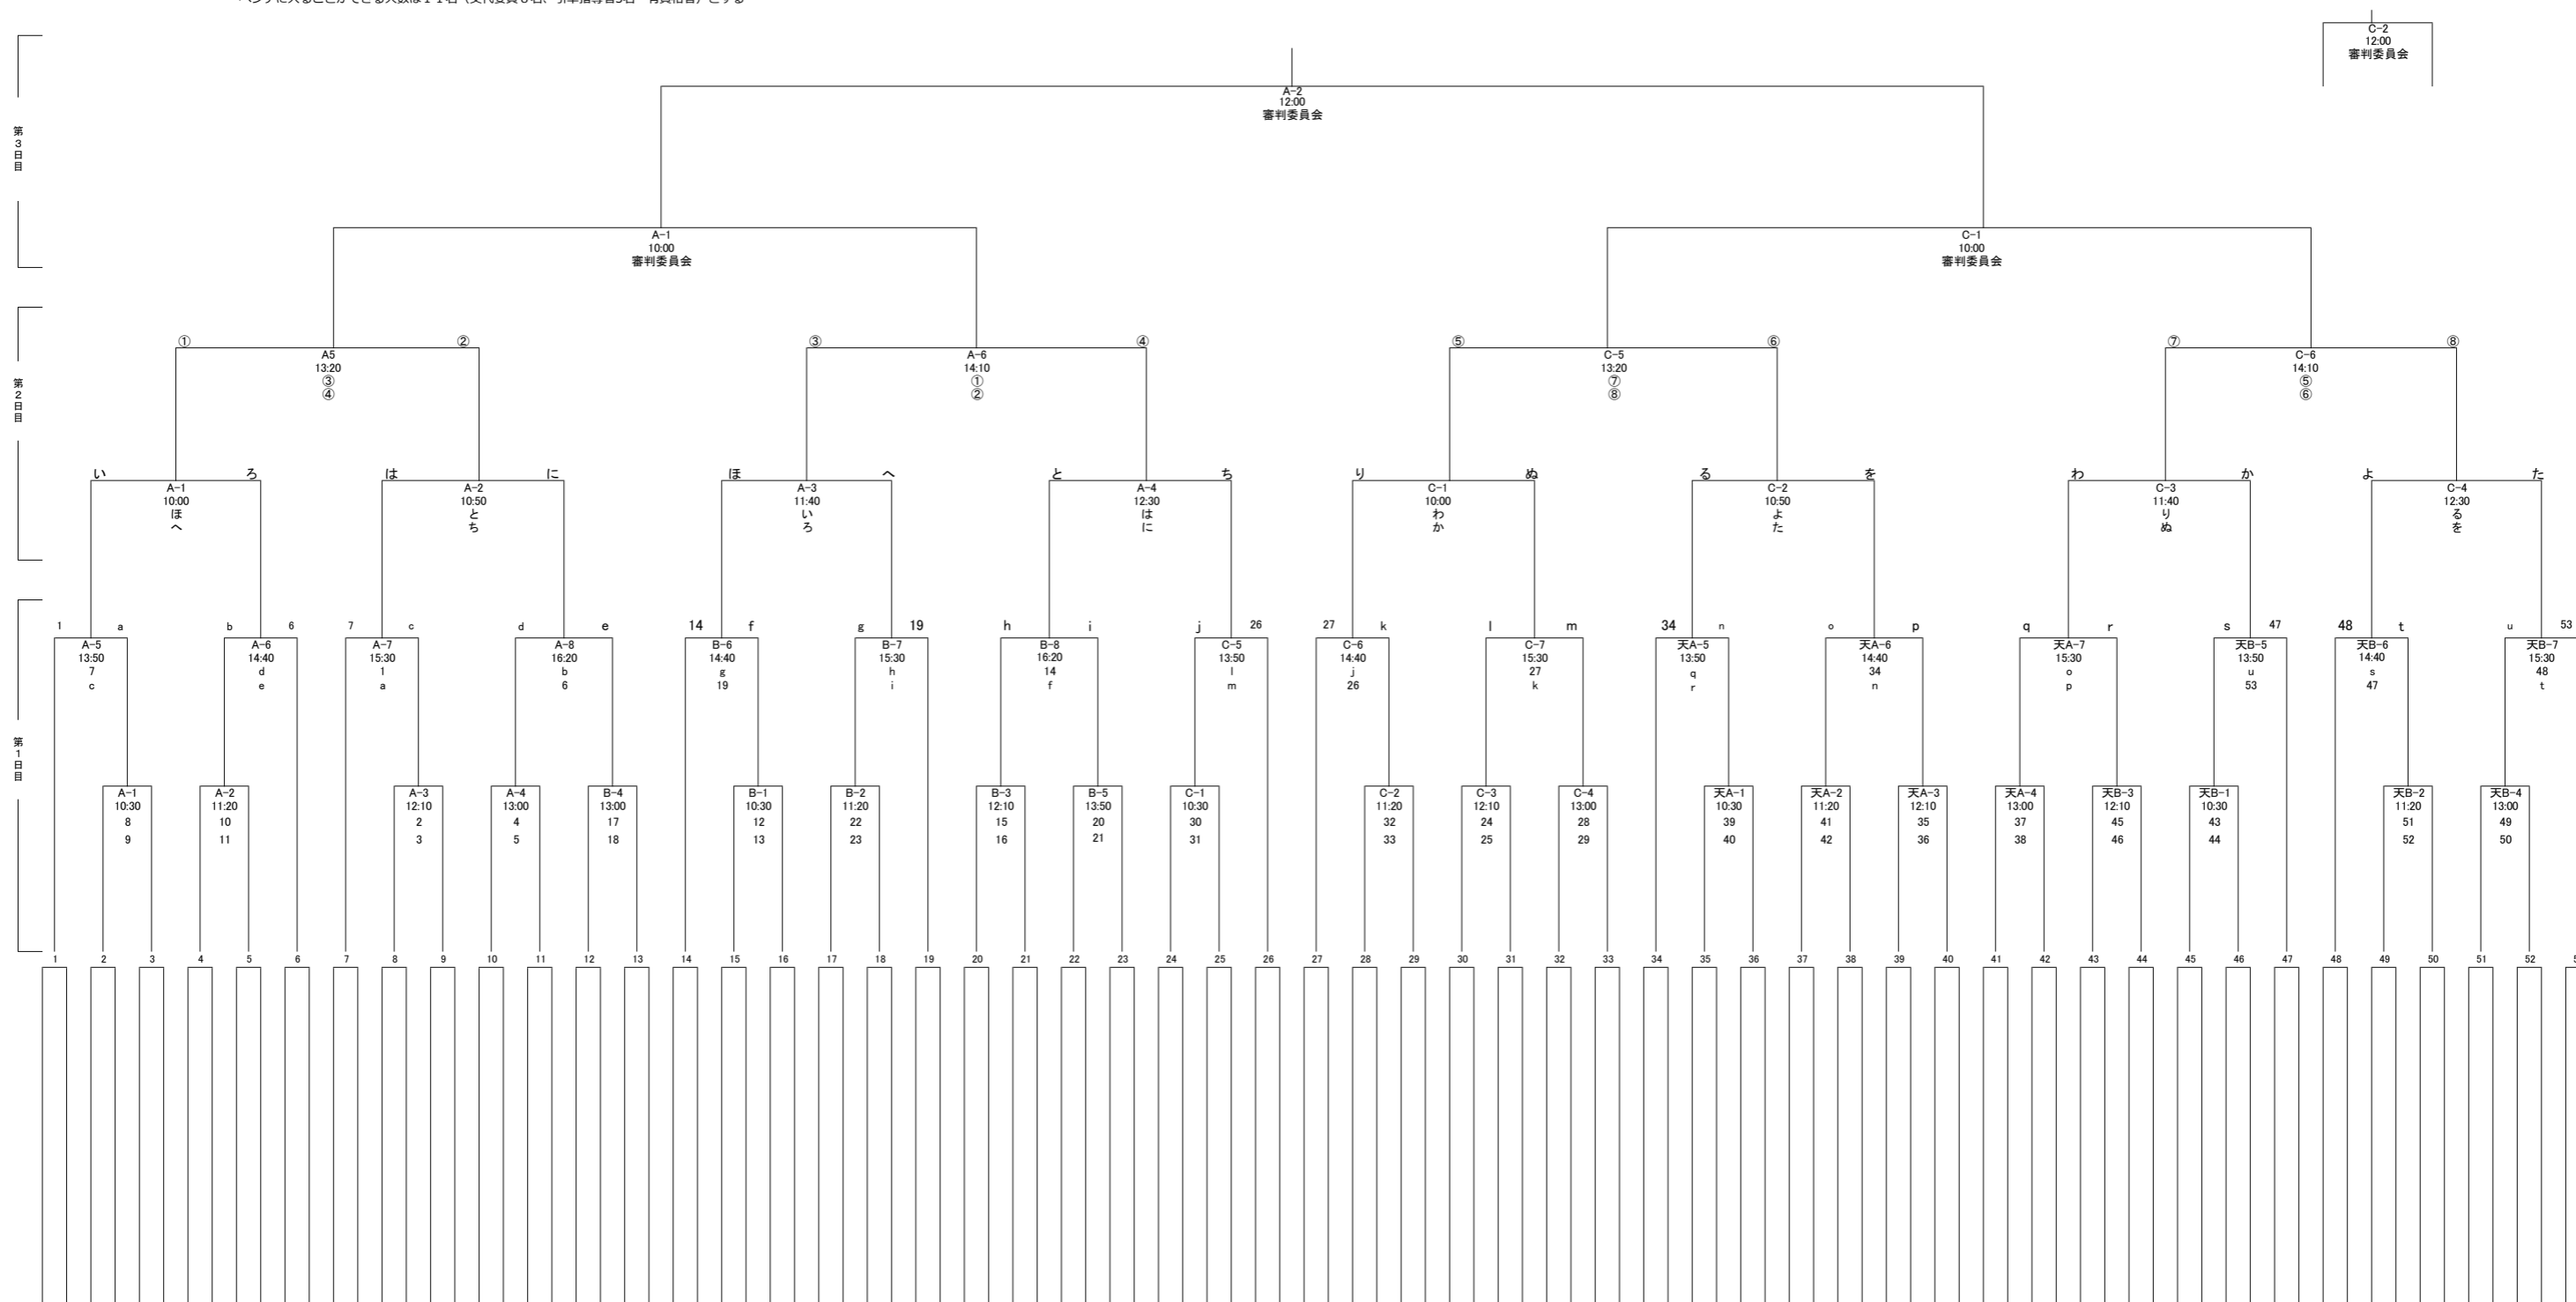 C-2
12:00
審判委員会
A-2
12:00
審判委員会
第3日目
A-1
10:00
審判委員会
C-1
10:00
審判委員会
① ② ③ ④ ⑤ ⑥ ⑦ ⑧
A5 A-6 C-5 C-6
13:20 14:10 13:20 14:10
③ ① ⑦ ⑤
④ ② ⑧ ⑥
第2日目
い ろ は に ほ へ と ち り ぬ る を わ か よ た
A-1 A-2 A-3 A-4 C-1 C-2 C-3 C-4
10:00 10:50 11:40 12:30 10:00 10:50 11:40 12:30
ほ と い は わ よ り る
へ ち ろ に か た ぬ を
1 a b 6 7 c d e 14 f g 19 h i j 26 27 k l m 34 n o p q r s 47 48 t u 53
A-5 A-6 A-7 A-8 B-6 B-7 B-8 C-5 C-6 C-7 天A-5 天A-6 天A-7 天B-5 天B-6 天B-7
13:50 14:40 15:30 16:20 14:40 15:30 16:20 13:50 14:40 15:30 13:50 14:40 15:30 13:50 14:40 15:30
7 d 1 b g h 14 l j 27 q 34 o u s 48
c e a 6 19 i f m 26 k r n p 53 47 t
第1日目
A-1 A-2 A-3 A-4 B-4 B-1 B-2 B-3 B-5 C-1 C-2 C-3 C-4 天A-1 天A-2 天A-3 天A-4 天B-3 天B-1 天B-2 天B-4
10:30 11:20 12:10 13:00 13:00 10:30 11:20 12:10 13:50 10:30 11:20 12:10 13:00 10:30 11:20 12:10 13:00 12:10 10:30 11:20 13:00
8 10 2 4 17 12 22 15 20 30 32 24 28 39 41 35 37 45 43 51 49
9 11 3 5 18 13 23 16 21 31 33 25 29 40 42 36 38 46 44 52 50
1 2 3 4 5 6 7 8 9 10 11 12 13 14 15 16 17 18 19 20 21 22 23 24 25 26 27 28 29 30 31 32 33 34 35 36 37 38 39 40 41 42 43 44 45 46 47 48 49 50 51 52